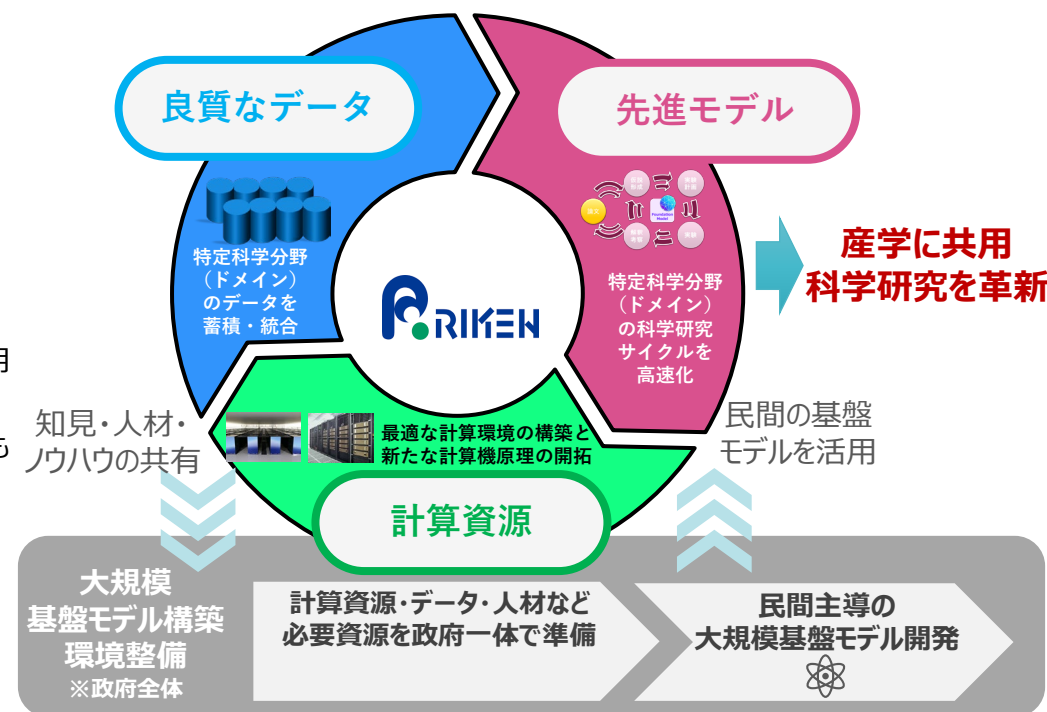 良質なデータ
先進モデル
特定科学分野
（ドメイン）
のデータを
蓄積・統合
RIKEN
論文
Foundation
Model
特定科学分野
（ドメイン）
の科学研究
サイクルを
高速化
産学に共用
科学研究を革新
用
も
知見・人材・
ノウハウの共有
最適な計算環境の構築と
新たな計算機原理の開拓
計算資源
民間の基盤
モデルを活用
大規模
基盤モデル構築
環境整備
※政府全体
計算資源・データ・人材など
必要資源を政府一体で準備
民間主導の
大規模基盤モデル開発